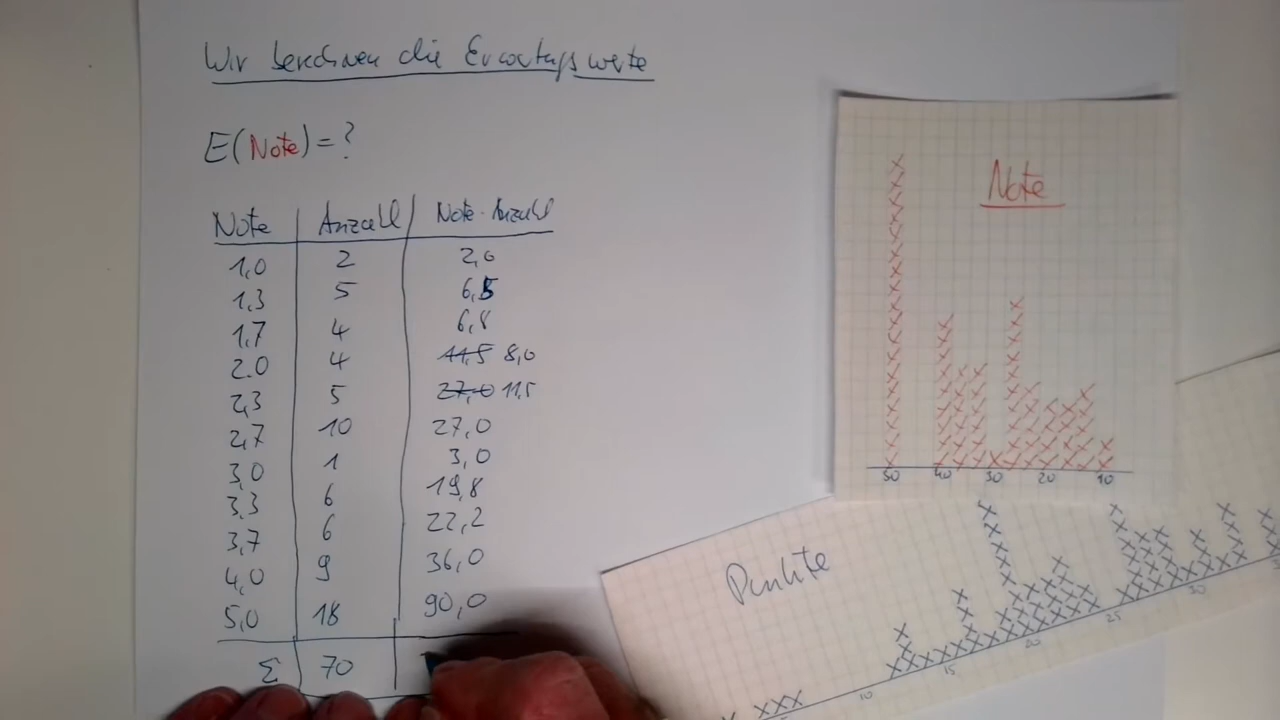 Wir berechnen die Erwartungswerte
E(Note) = ?
Note Anzahl Note · Anzahl
1,0 2 2,0
1,3 5 6,5
1,7 4 6,8
2.0 4 11,5 8,0
2,3 5 27,0 11,5
2,7 10 27,0
3,0 1 3,0
3,3 6 19,8
3,7 6 22,2
4,0 9 36,0
5,0 18 90,0
Σ 70
Note
50 40 30 20 10
Punkte
10 15 20 25 30